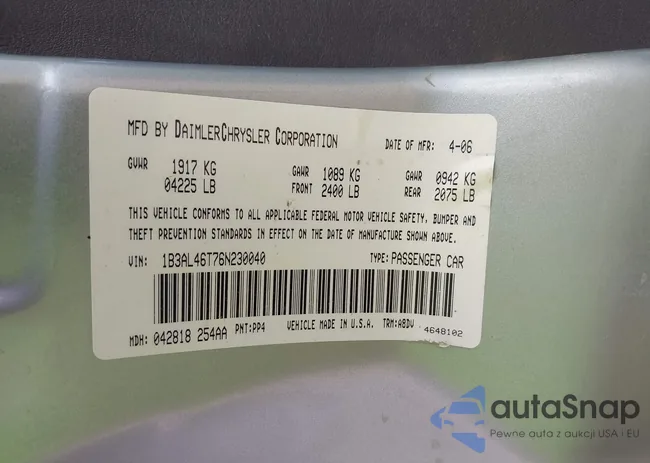 MFD BY DAIMLERCHRYSLER CORPORATION DATE OF MFR: 4-06
GVWR 1917 KG GAWR 1089 KG GAWR 0942 KG
04225 LB FRONT 2400 LB REAR 2075 LB
THIS VEHICLE CONFORMS TO ALL APPLICABLE FEDERAL MOTOR VEHICLE SAFETY, BUMPER AND
THEFT PREVENTION STANDARDS IN EFFECT ON THE DATE OF MANUFACTURE SHOWN ABOVE.
VIN: 1B3AL46T76N230040 TYPE: PASSENGER CAR
MDH: 042818 254AA PNT:PP4 VEHICLE MADE IN U.S.A. TRM:A8DV 4648102
autaSnap
Pewne auta z aukcji USA i EU